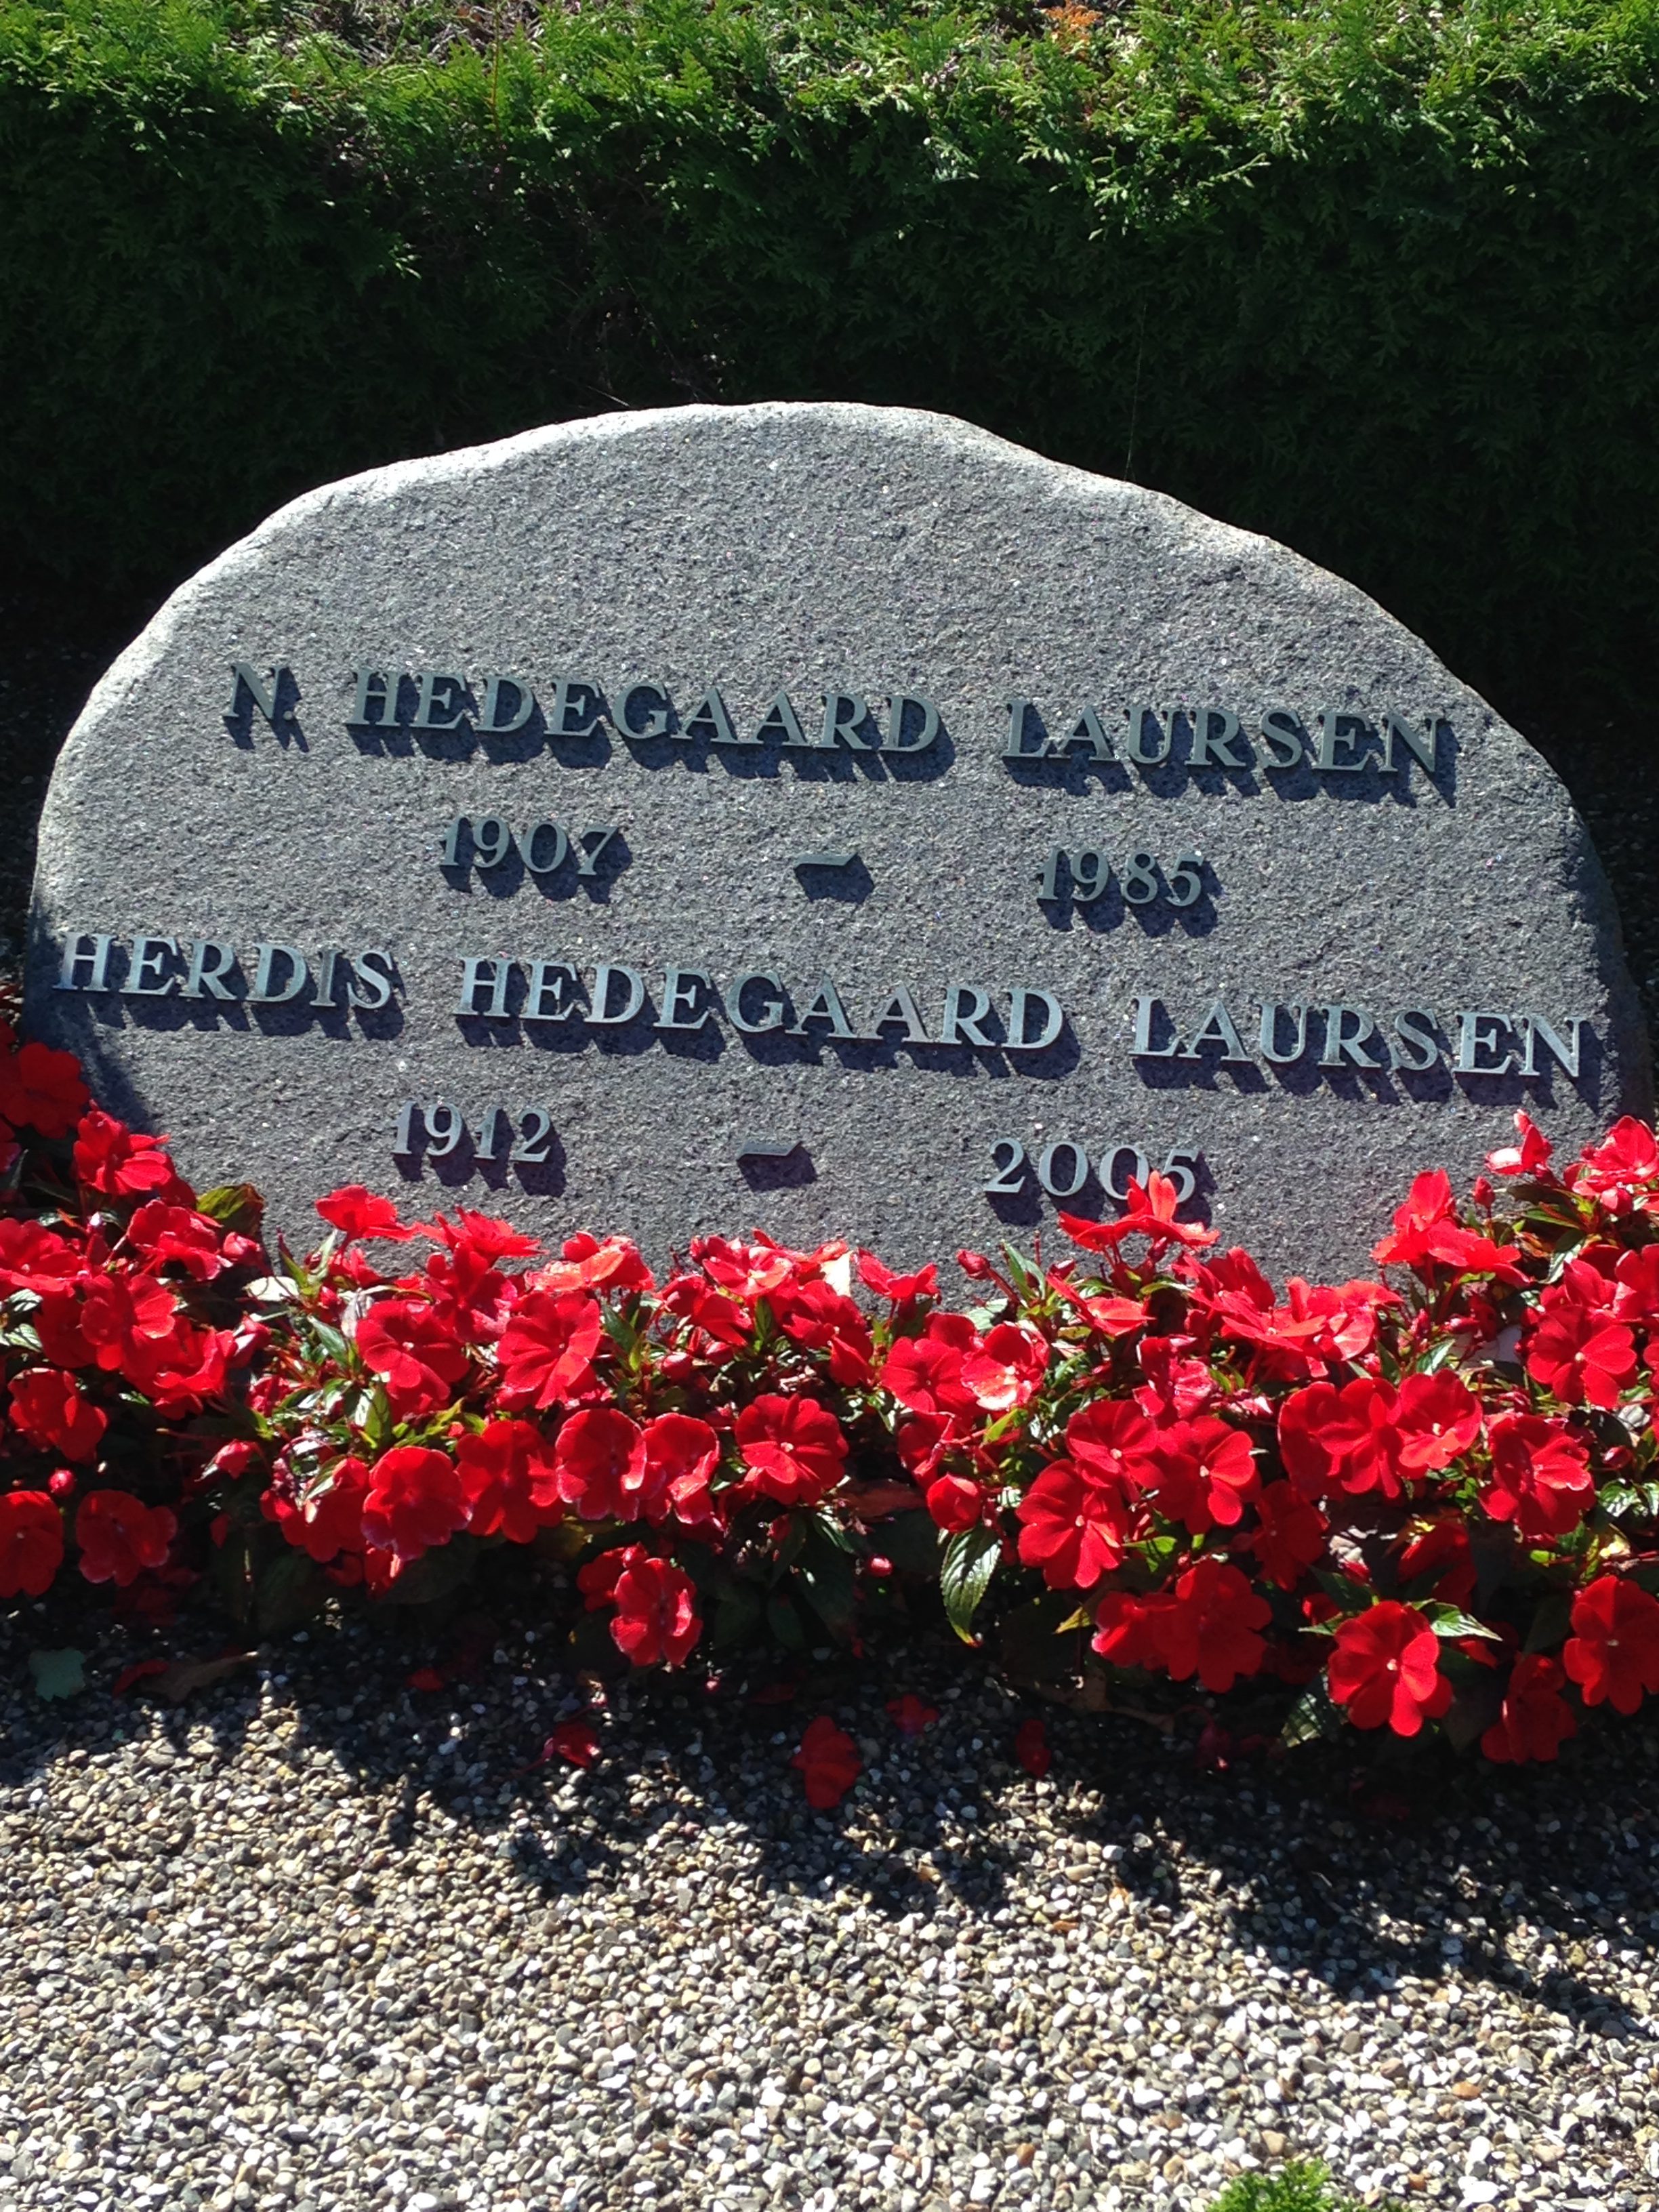 N. HEDEGAARD LAURSEN
1907 - 1985
HERDIS HEDEGAARD LAURSEN
1912 - 2005